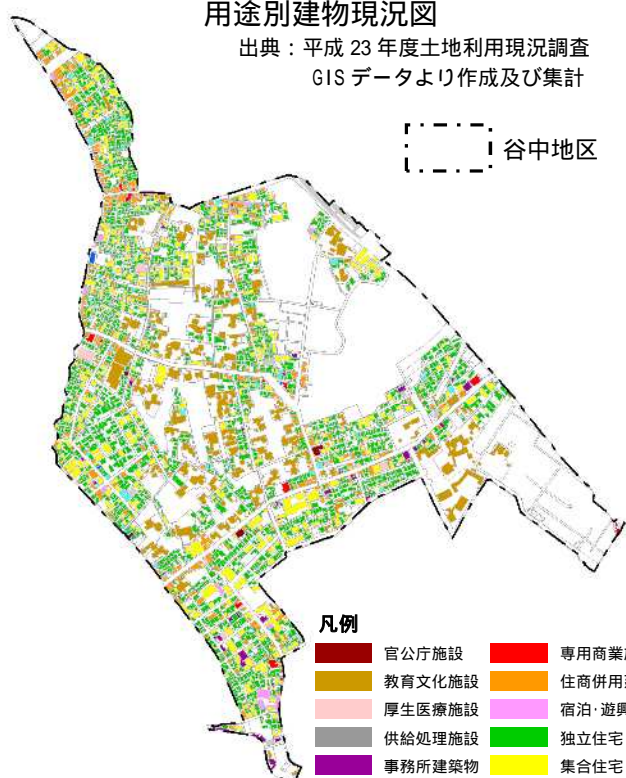 用途別建物現況図
出典：平成 23 年度土地利用現況調査
GIS データより作成及び集計
谷中地区
凡例
官公庁施設
教育文化施設
厚生医療施設
供給処理施設
事務所建築物
専用商業
住商併用
宿泊・遊興
独立住宅
集合住宅